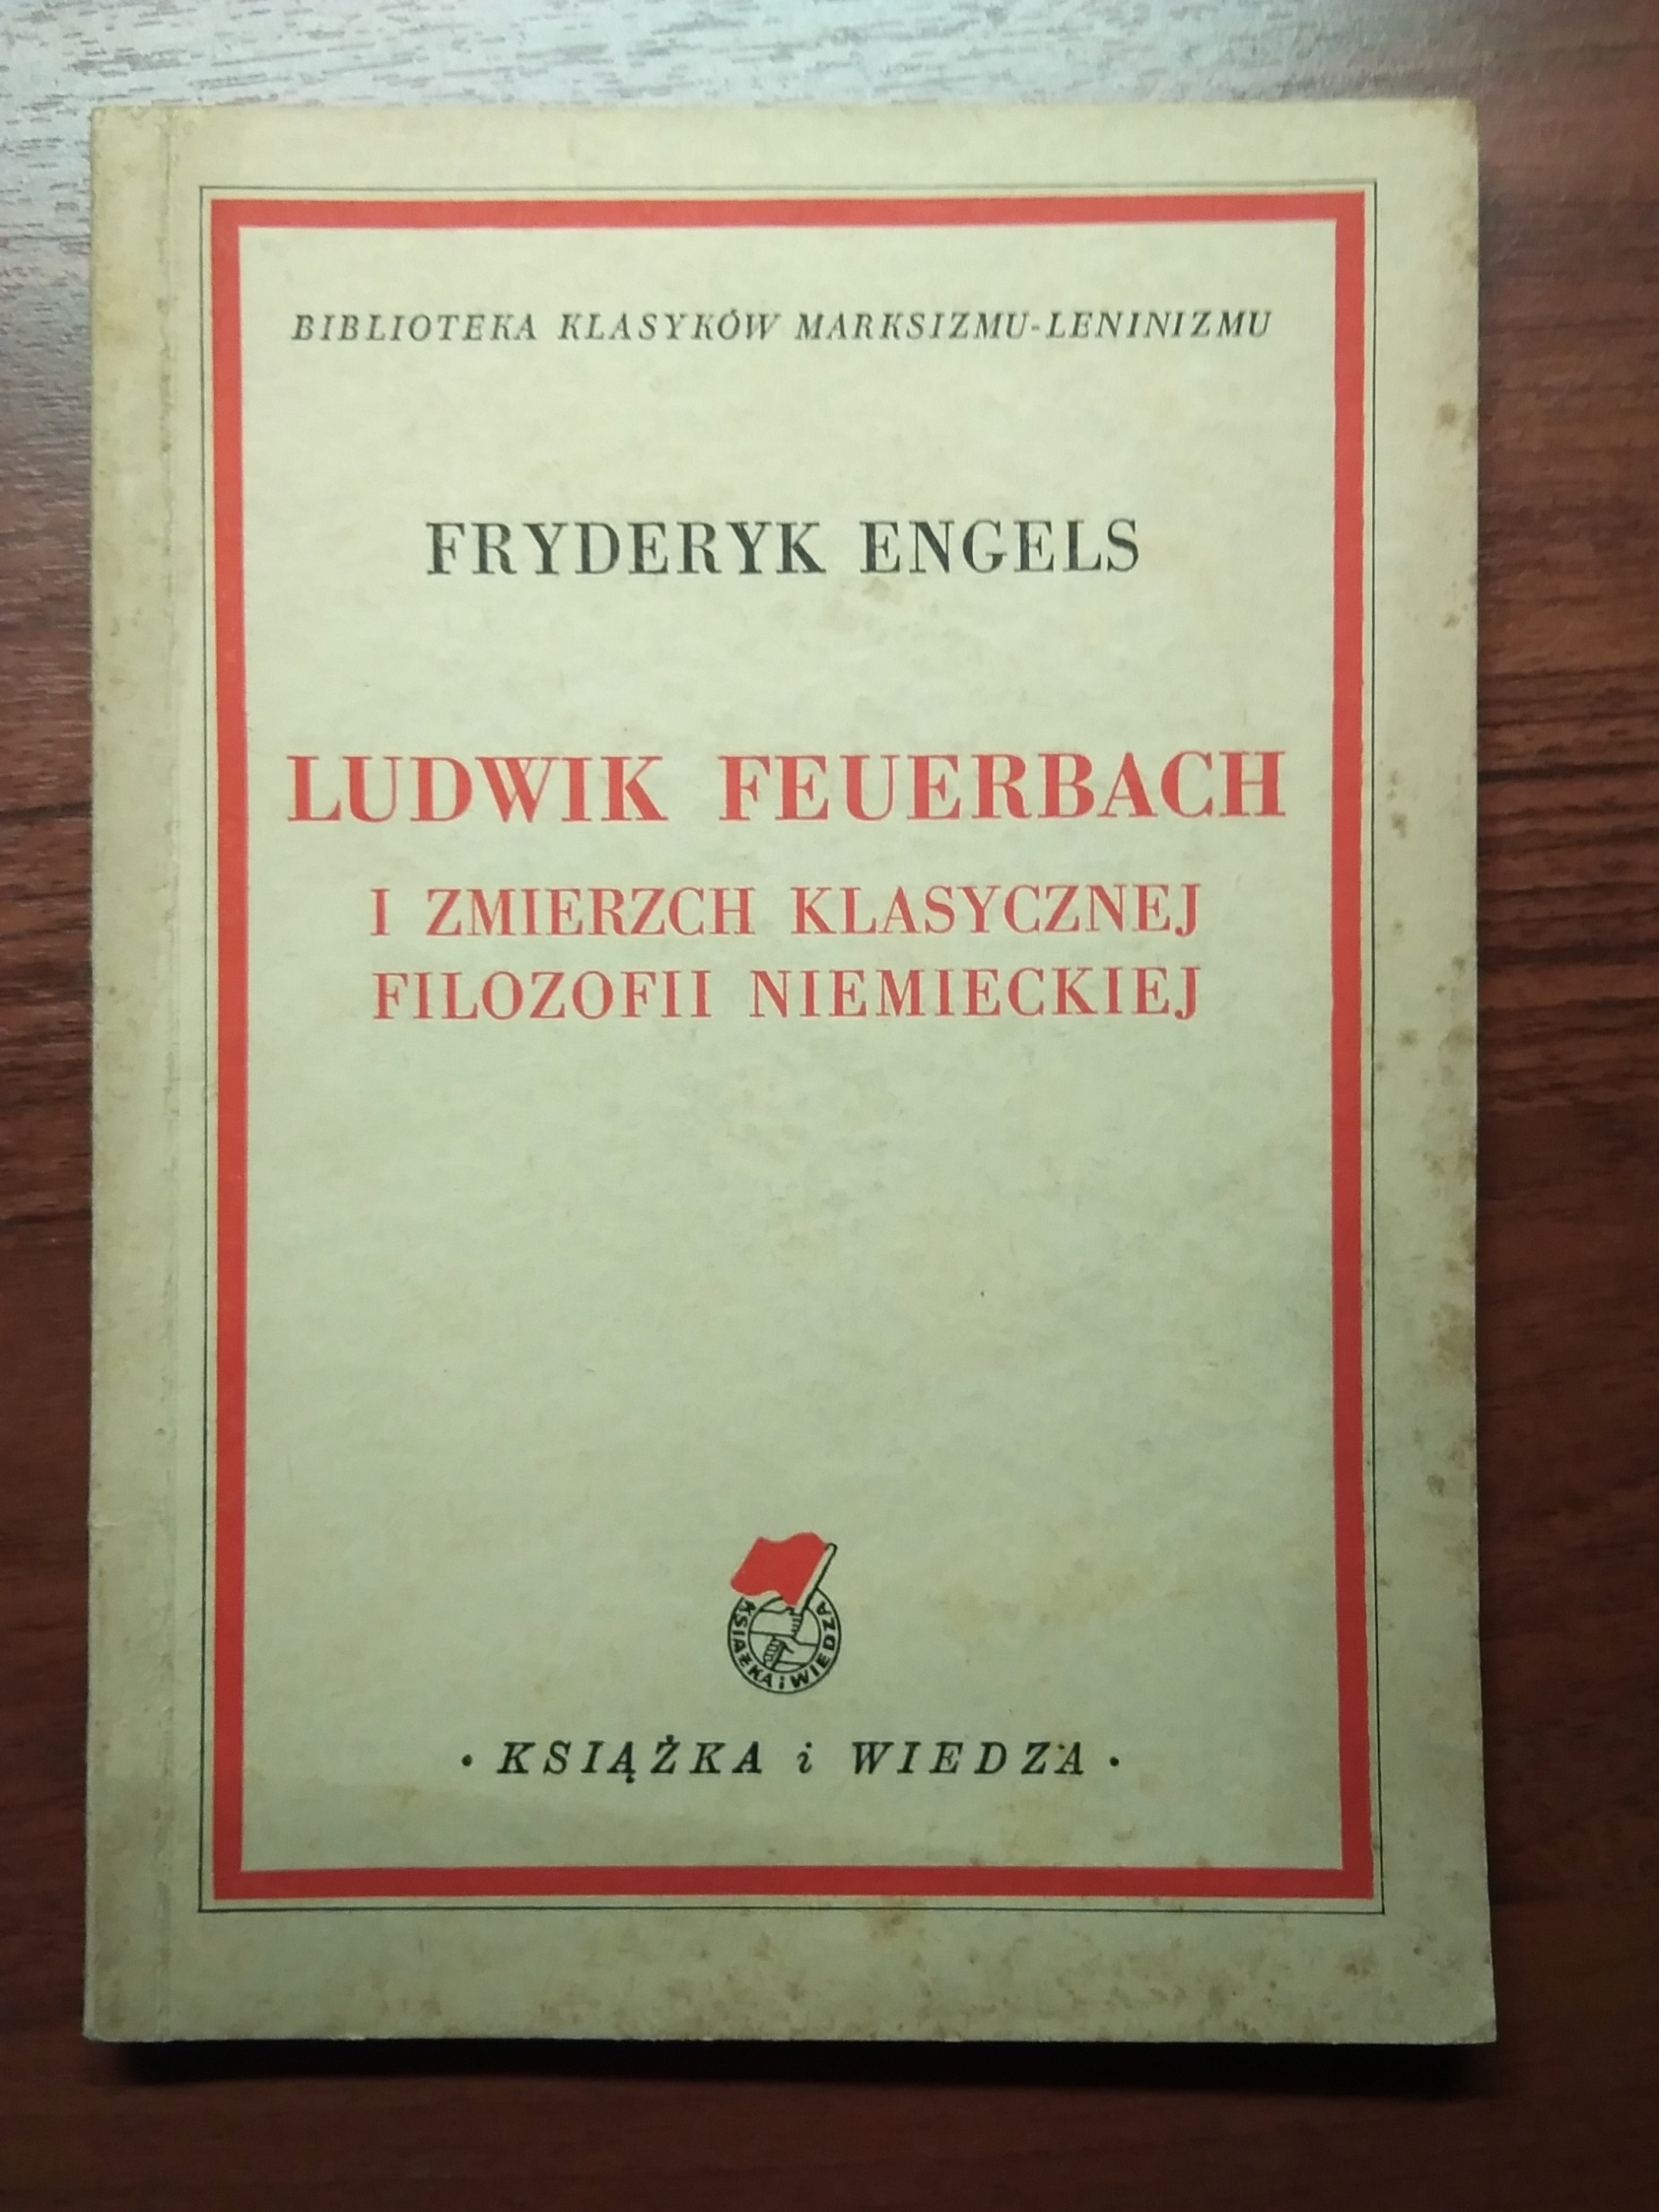 BIBLIOTEKA KLASYKÓW MARKSIZMU-LENINIZMU
FRYDERYK ENGELS
LUDWIK FEUERBACH
I ZMIERZCH KLASYCZNEJ
FILOZOFII NIEMIECKIEJ
KSIĄŻKA i WIEDZA
• KSIĄŻKA i WIEDZA •